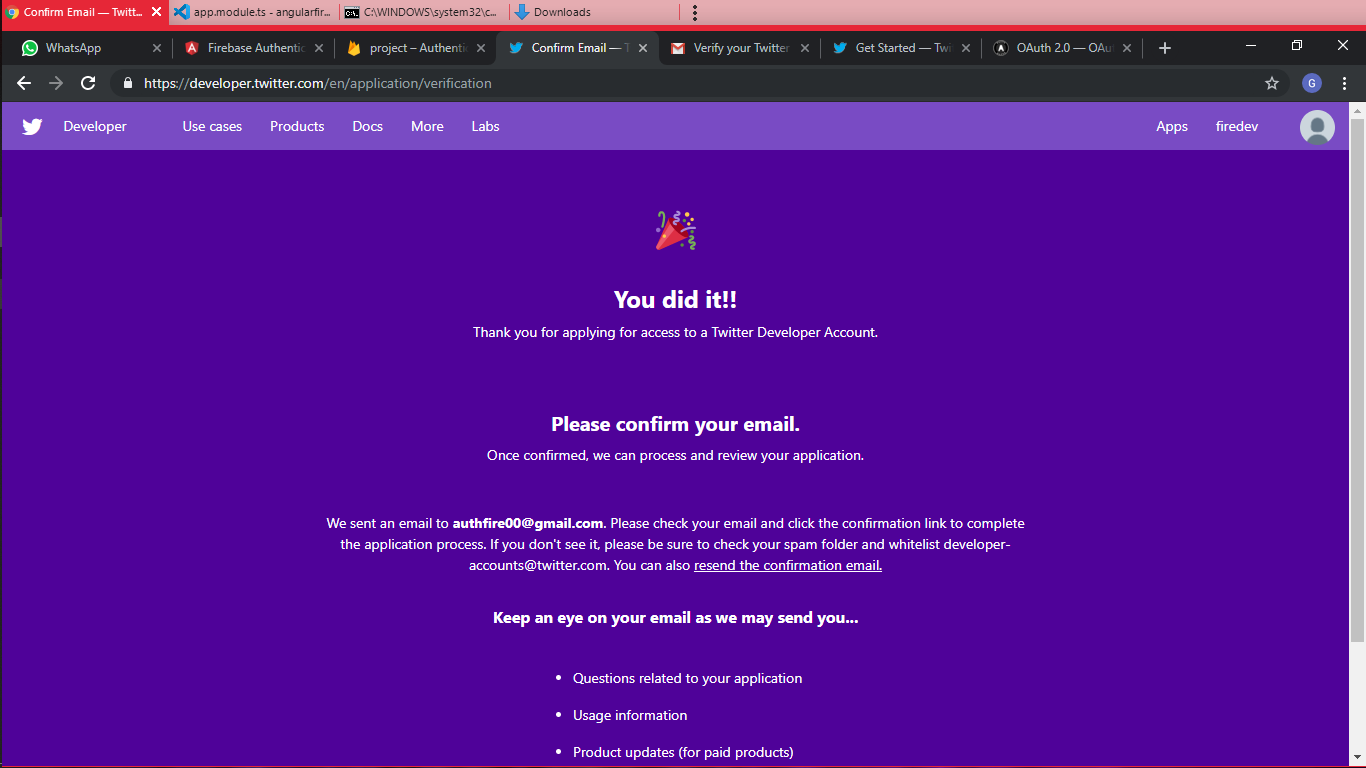 Confirm Email — Twitt...
app.module.ts - angularfir...
C:\WINDOWS\system32\c...
Downloads
WhatsApp
Firebase Authentic
project – Authentic
Confirm Email — T
Verify your Twitter
Get Started — Twit
OAuth 2.0 — OAu
https://developer.twitter.com/en/application/verification
G
Developer
Use cases
Products
Docs
More
Labs
Apps
firedev
You did it!!
Thank you for applying for access to a Twitter Developer Account.
Please confirm your email.
Once confirmed, we can process and review your application.
We sent an email to authfire00@gmail.com. Please check your email and click the confirmation link to complete
the application process. If you don't see it, please be sure to check your spam folder and whitelist developer-
accounts@twitter.com. You can also resend the confirmation email.
Keep an eye on your email as we may send you...
• Questions related to your application
• Usage information
• Product updates (for paid products)